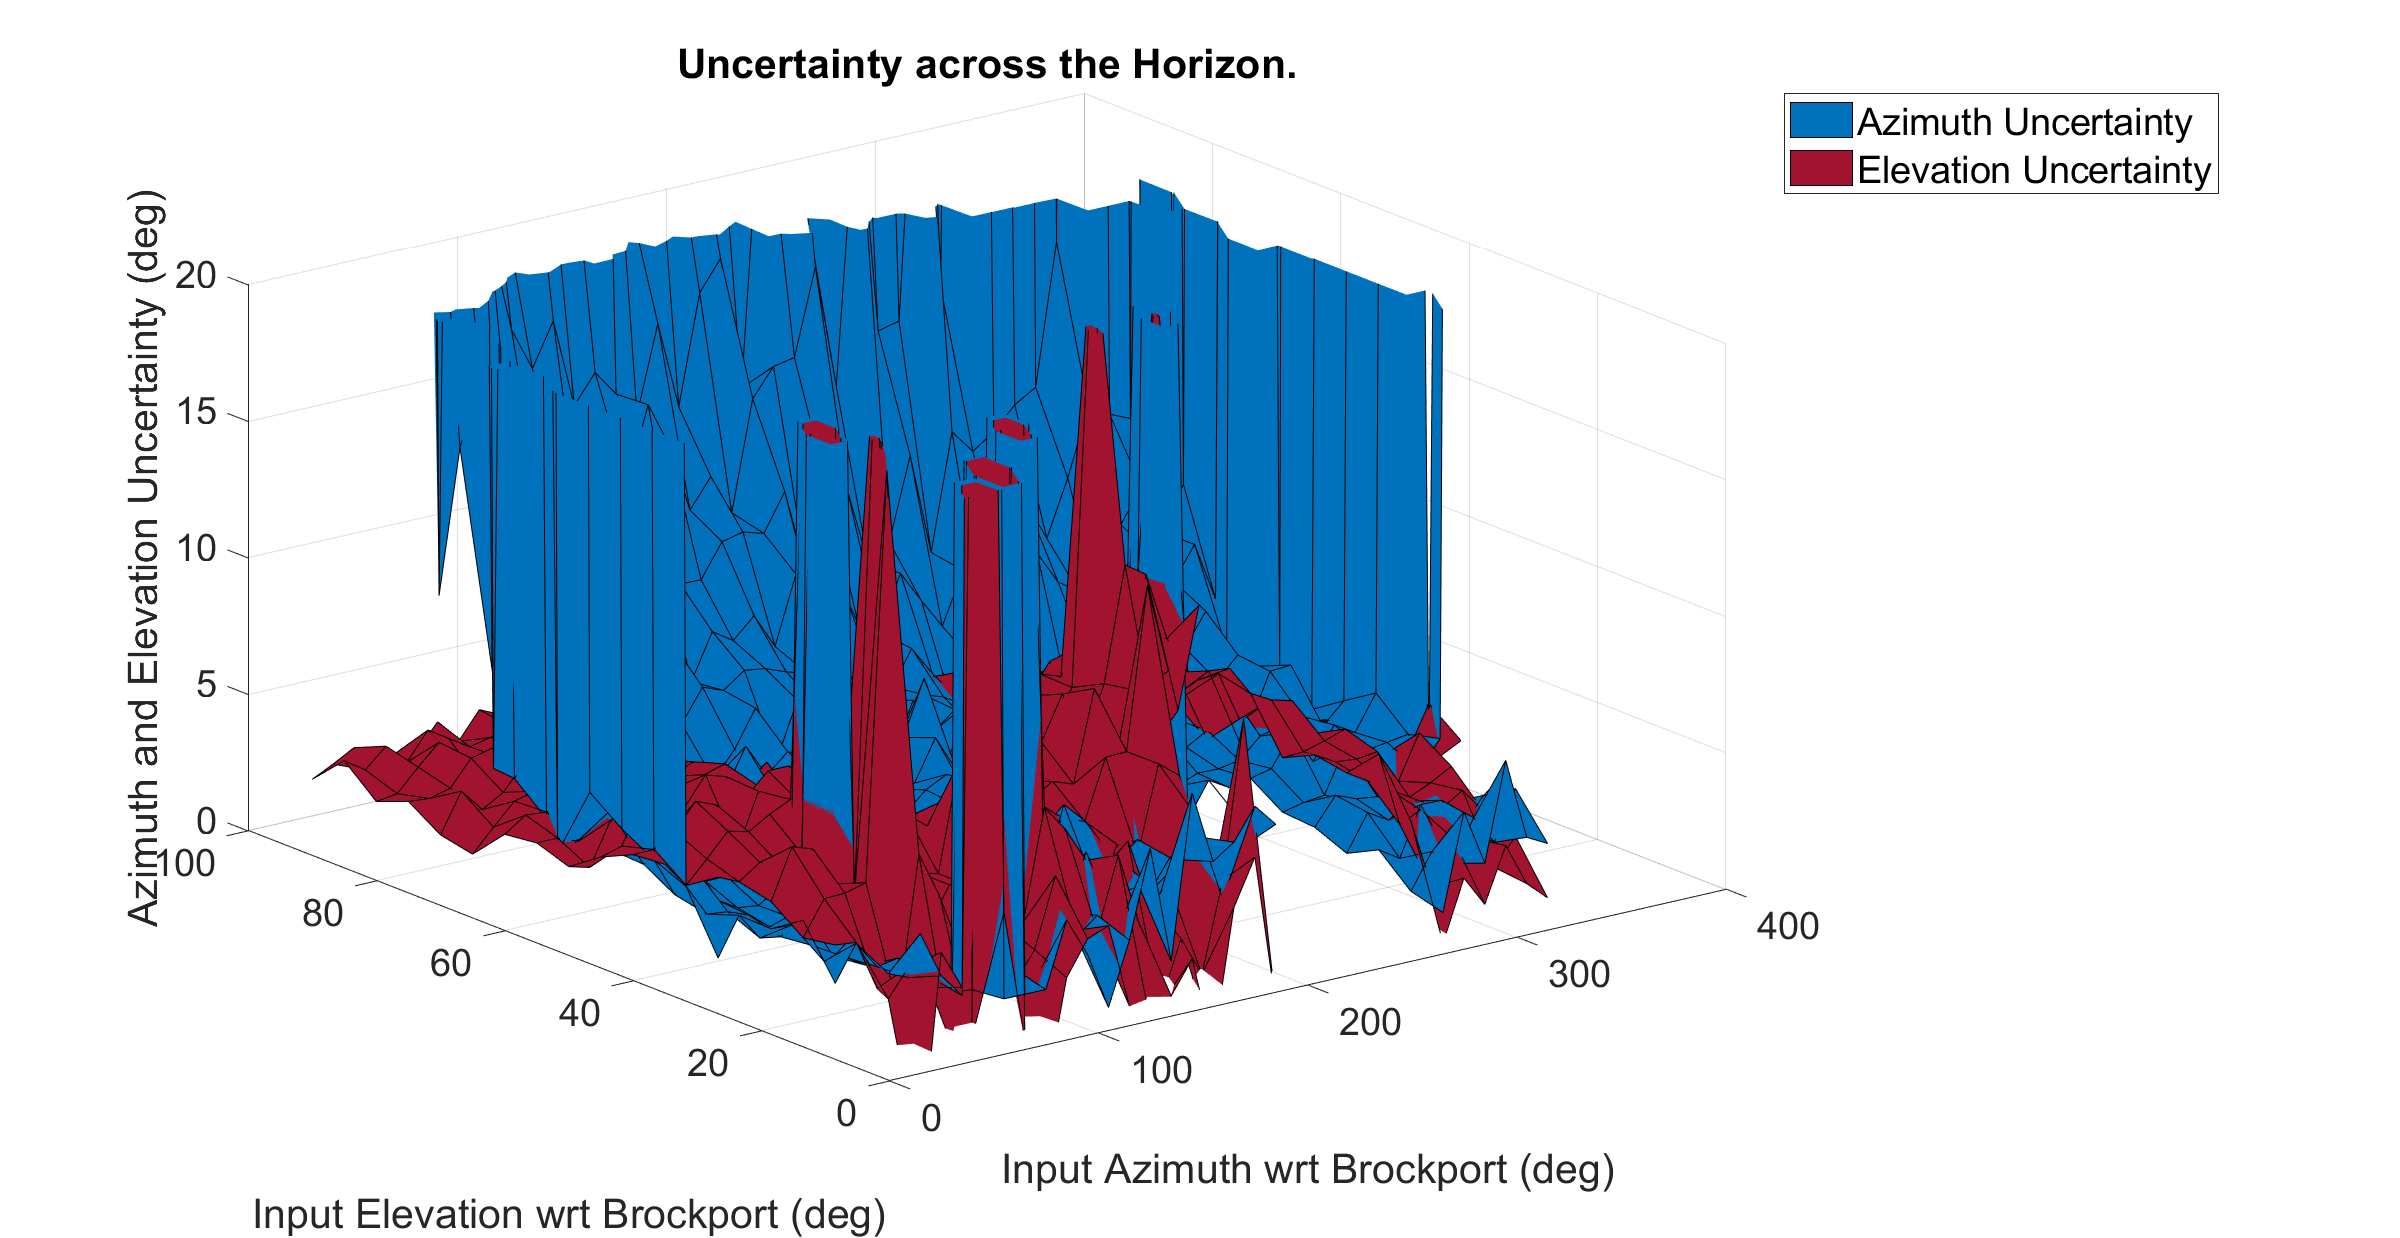 Uncertainty across the Horizon.
Azimuth Uncertainty
Elevation Uncertainty
Azimuth and Elevation Uncertainty (deg)
20
15
10
5
0
100
80
60
40
20
0
0
100
200
300
400
Input Azimuth wrt Brockport (deg)
Input Elevation wrt Brockport (deg)